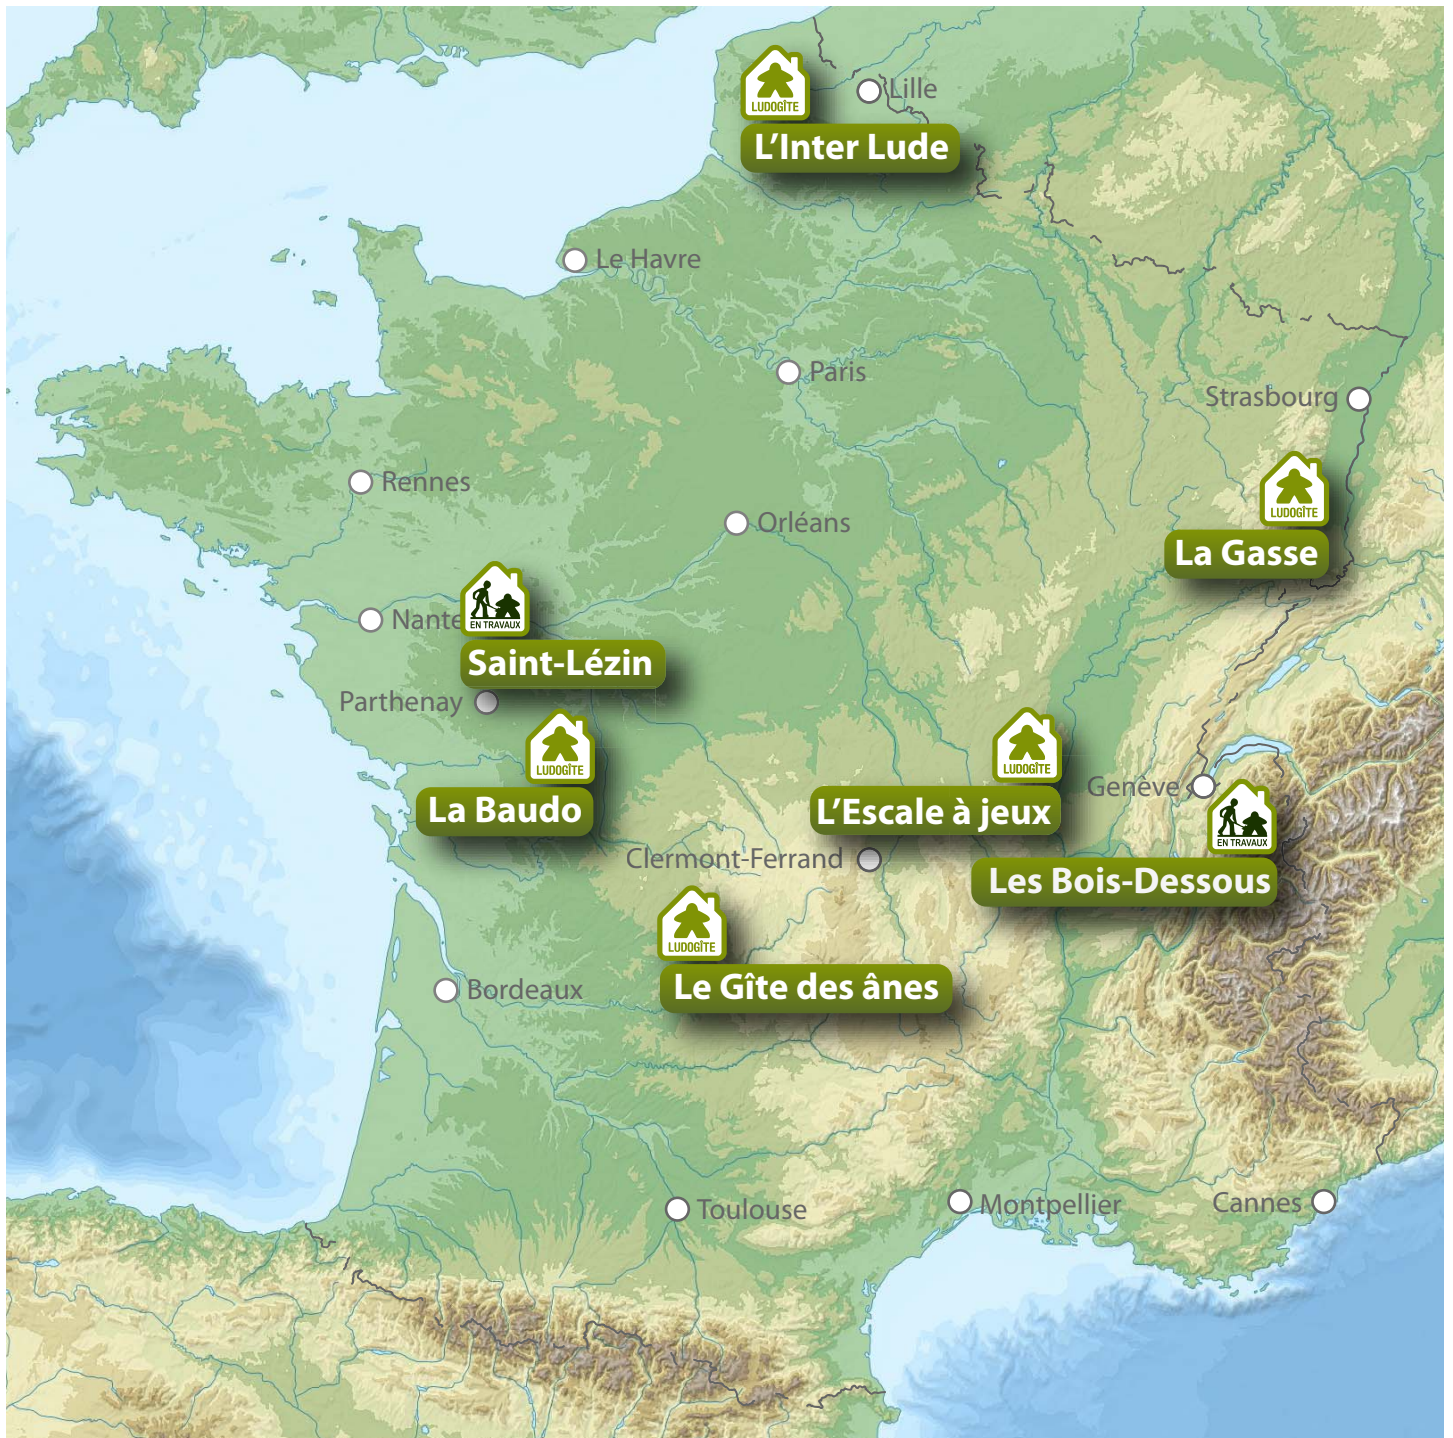 LUDOGÎTE
Lille
L'Inter Lude
Le Havre
Paris
Strasbourg
Rennes
LUDOGÎTE
Orléans
La Gasse
EN TRAVAUX
Nante
Saint-Lézin
Parthenay
LUDOGÎTE
LUDOGÎTE
Genève
La Baudo
L'Escale à jeux
EN TRAVAUX
Clermont-Ferrand
Les Bois-Dessous
LUDOGÎTE
Le Gîte des ânes
Bordeaux
Toulouse
Montpellier
Cannes